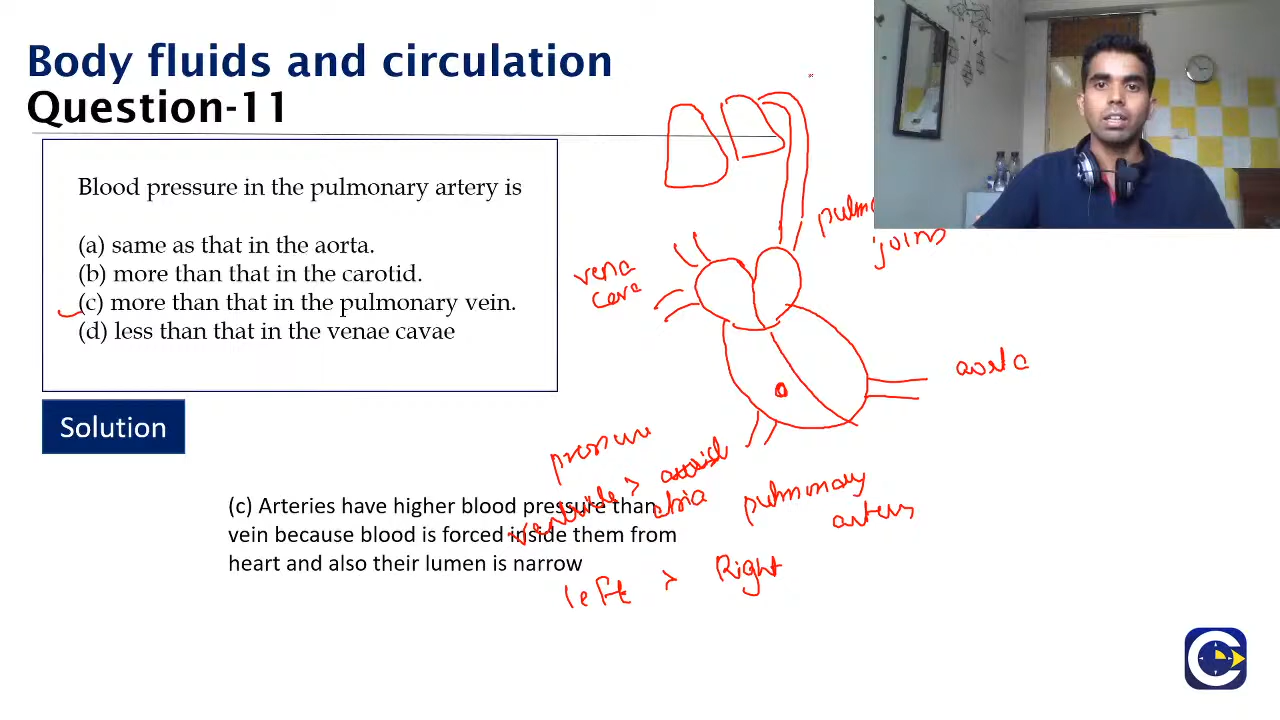 Body fluids and circulation
Question-11
Blood pressure in the pulmonary artery is
(a) same as that in the aorta.
(b) more than that in the carotid.
(c) more than that in the pulmonary vein.
(d) less than that in the venae cavae
Solution
(c) Arteries have higher blood pressure than
vein because blood is forced inside them from
heart and also their lumen is narrow
vena
cava
joins
aorta
pressure
ventricle >
atria
pulmonary
artery
left > Right